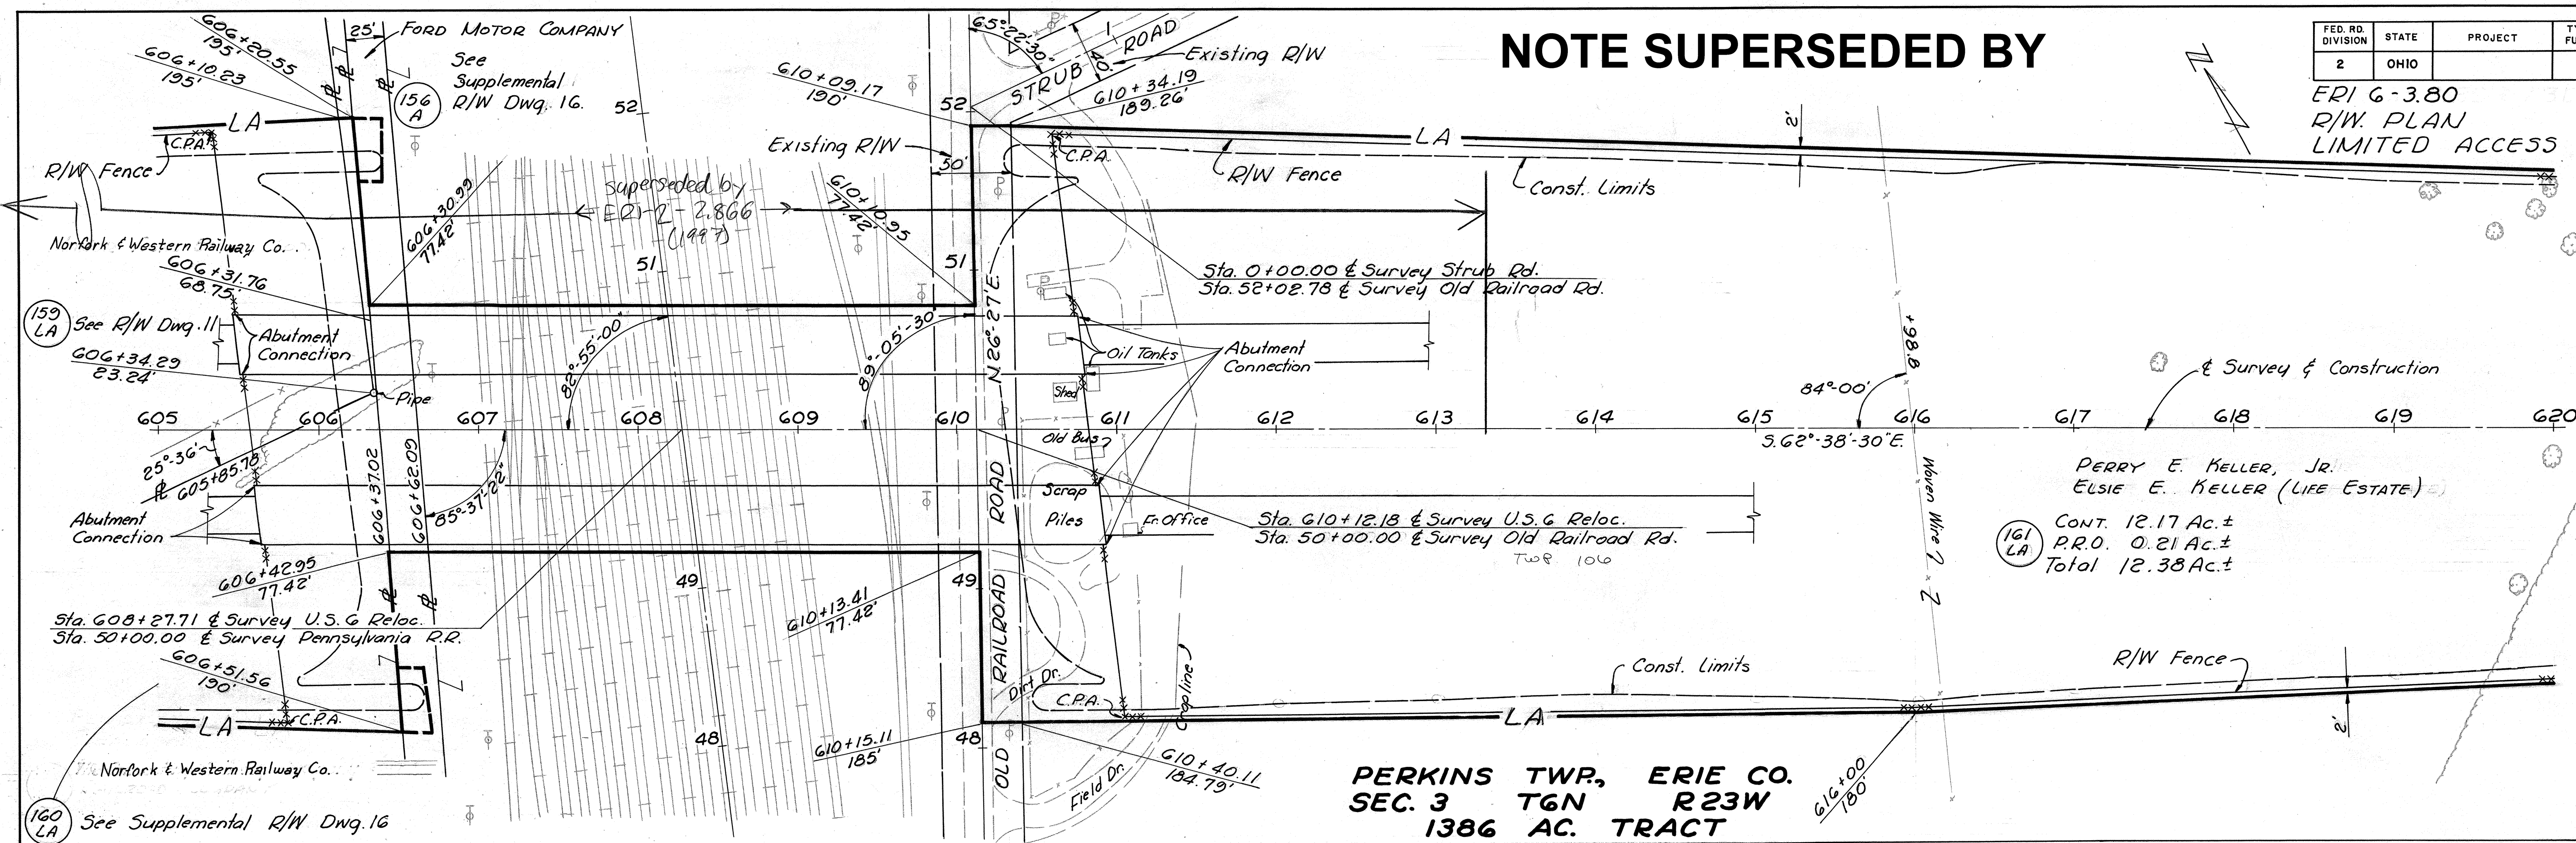 NOTE SUPERSEDED BY
FED. RD.
DIVISION
STATE
PROJECT
2
OHIO
ERI 6-3.80
R/W. PLAN
LIMITED ACCESS
606+20.55
195'
606+10.23
195'
25'
FORD MOTOR COMPANY
See
Supplemental
R/W Dwg. 16.
156
A
52
610+09.17
190'
52
65°-22'-30"
STRUB ROAD
40'
Existing R/W
610+34.19
189.26'
Existing R/W
50'
LA
C.P.A.
R/W Fence
LA
C.P.A.
R/W Fence
Const. Limits
2'
superseded by
ERI-2-2.866
(1997)
606+30.99
77.42'
610+10.95
77.42'
Norfork & Western Railway Co.
606+31.76
68.75'
51
51
N.26°-27'E.
Sta. 0+00.00 ℄ Survey Strub Rd.
Sta. 52+02.78 ℄ Survey Old Railroad Rd.
159
LA
See R/W Dwg. 11
Abutment
Connection
606+34.29
23.24'
Pipe
82°-55'-00"
89°-05'-30"
Oil Tanks
Abutment
Connection
Shed
+98.8
84°-00'
℄ Survey & Construction
605
606
607
608
609
610
611
612
613
614
615
616
617
618
619
620
S.62°-38'-30"E.
25°-36'
605+85.78
606+37.02
606+62.09
85°-37'-22"
Old Bus
Scrap
Piles
Fr. Office
Abutment
Connection
Woven Wire
PERRY E. KELLER, JR.
ELSIE E. KELLER (LIFE ESTATE)
161
LA
CONT. 12.17 Ac.±
P.R.O. 0.21 Ac.±
Total 12.38 Ac.±
Sta. 610+12.18 ℄ Survey U.S. 6 Reloc.
Sta. 50+00.00 ℄ Survey Old Railroad Rd.
TWP 106
606+42.95
77.42'
49
49
610+13.41
77.42'
Sta. 608+27.71 ℄ Survey U.S. 6 Reloc.
Sta. 50+00.00 ℄ Survey Pennsylvania R.R.
606+51.56
190'
OLD RAILROAD ROAD
Dirt Dr.
Cropline
Const. Limits
R/W Fence
2'
LA
C.P.A.
C.P.A.
LA
48
48
610+15.11
185'
610+40.11
184.79'
Field Dr.
616+00
180'
Norfork & Western Railway Co.
160
LA
See Supplemental R/W Dwg. 16
PERKINS TWP., ERIE CO.
SEC. 3 T6N R23W
1386 AC. TRACT